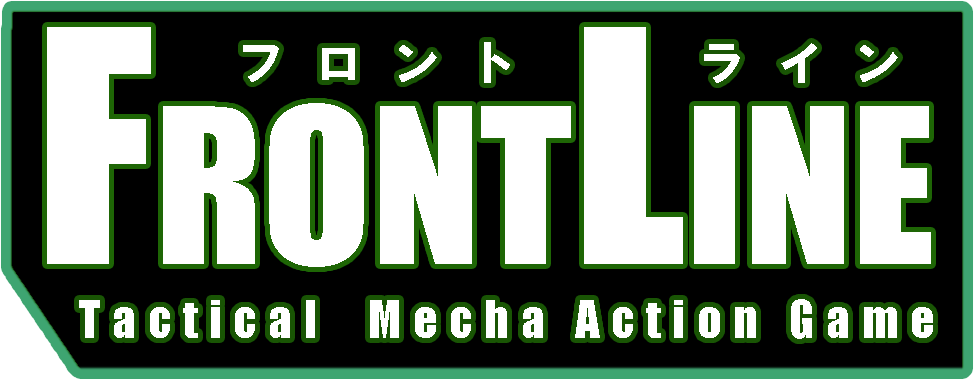 フロント ライン
FRONTLINE
Tactical Mecha Action Game